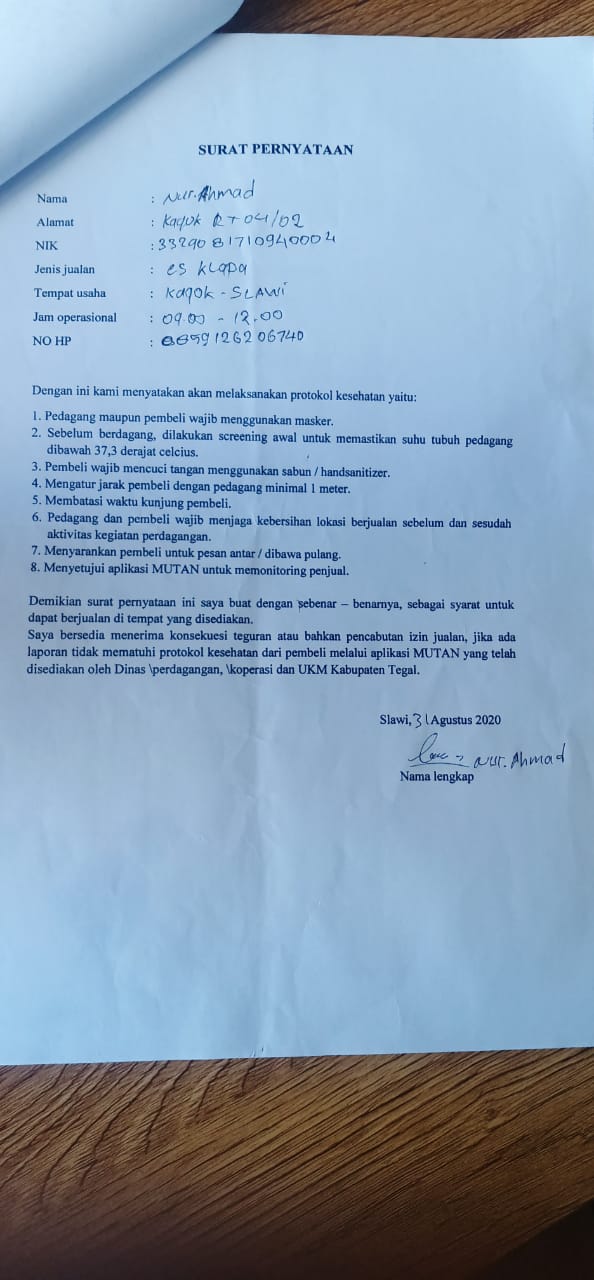 SURAT PERNYATAAN
Nama : Nur.Ahmad
Alamat : Kagok RT 04/02
NIK : 3329081710940004
Jenis jualan : es klapa
Tempat usaha : Kagok - SLAWi
Jam operasional : 09.00 - 12.00
NO HP :
Dengan ini kami menyatakan akan melaksanakan protokol kesehatan yaitu:
1. Pedagang maupun pembeli wajib menggunakan masker.
2. Sebelum berdagang, dilakukan screening awal untuk memastikan suhu tubuh pedagang
dibawah 37,3 derajat celcius.
3. Pembeli wajib mencuci tangan menggunakan sabun / handsanitizer.
4. Mengatur jarak pembeli dengan pedagang minimal 1 meter.
5. Membatasi waktu kunjung pembeli.
6. Pedagang dan pembeli wajib menjaga kebersihan lokasi berjualan sebelum dan sesudah
aktivitas kegiatan perdagangan.
7. Menyarankan pembeli untuk pesan antar / dibawa pulang.
8. Menyetujui aplikasi MUTAN untuk memonitoring penjual.
Demikian surat pernyataan ini saya buat dengan sebenar – benarnya, sebagai syarat untuk
dapat berjualan di tempat yang disediakan.
Saya bersedia menerima konsekuesi teguran atau bahkan pencabutan izin jualan, jika ada
laporan tidak mematuhi protokol kesehatan dari pembeli melalui aplikasi MUTAN yang telah
disediakan oleh Dinas \perdagangan, \koperasi dan UKM Kabupaten Tegal.
Slawi, 31 Agustus 2020
Nur.Ahmad
Nama lengkap